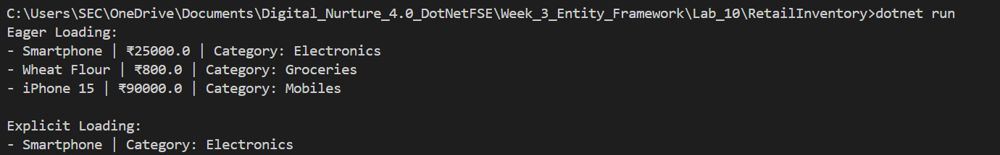 C:\Users\SEC\OneDrive\Documents\Digital_Nurture_4.0_DotNetFSE\Week_3_Entity_Framework\Lab_10\RetailInventory>dotnet run
Eager Loading:
- Smartphone | ₹25000.0 | Category: Electronics
- Wheat Flour | ₹800.0 | Category: Groceries
- iPhone 15 | ₹90000.0 | Category: Mobiles
Explicit Loading:
- Smartphone | Category: Electronics